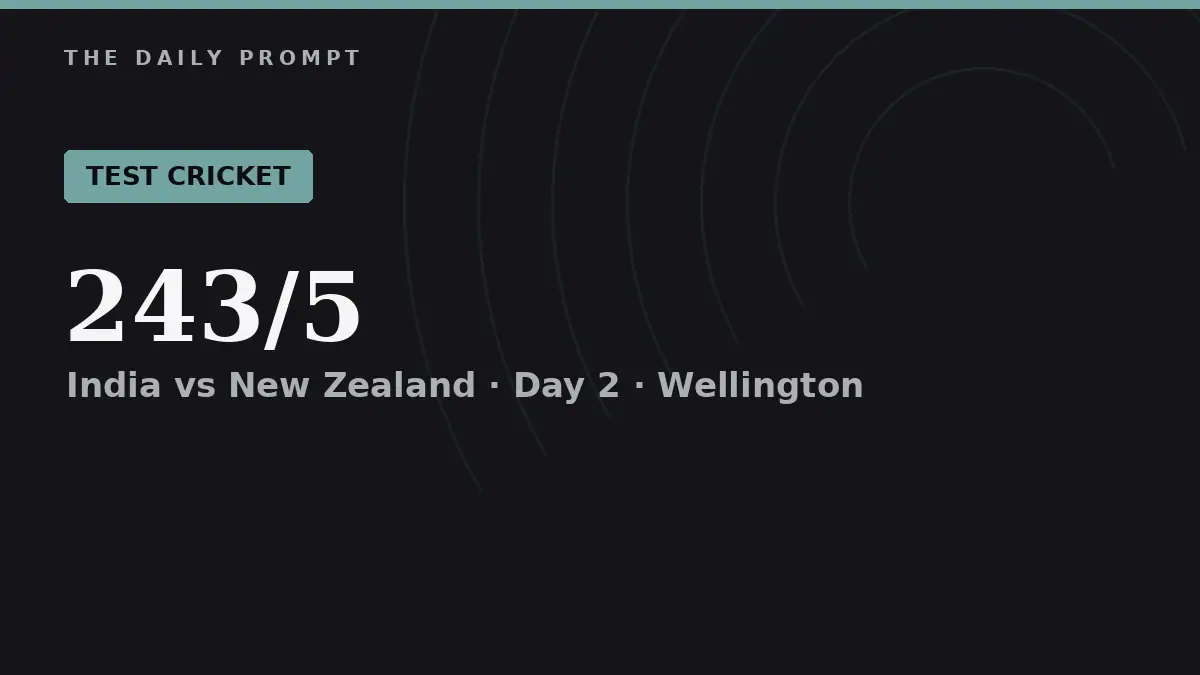 THE DAILY PROMPT
TEST CRICKET
243/5
India vs New Zealand · Day 2 · Wellington